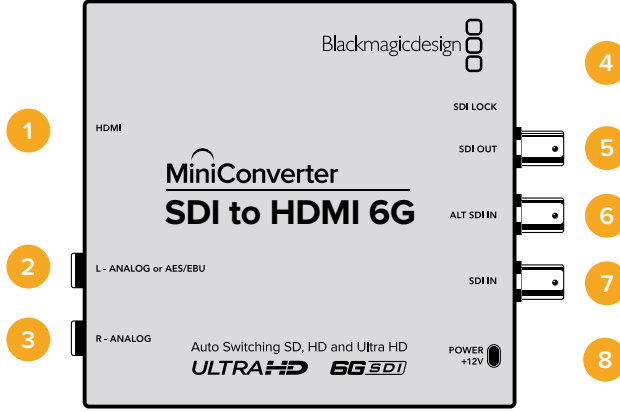 Blackmagicdesign
4
SDI LOCK
1
HDMI
SDI OUT
5
MiniConverter
SDI to HDMI 6G
ALT SDI IN
6
2
L - ANALOG or AES/EBU
SDI IN
7
3
R - ANALOG
Auto Switching SD, HD and Ultra HD
ULTRAHD 6G SDI
POWER
+12V
8